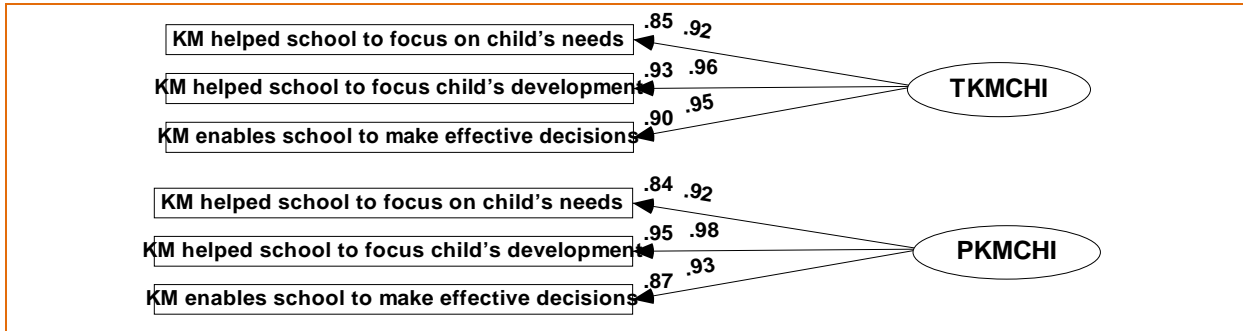 .85 .92
KM helped school to focus on child's needs
.93 .96
KM helped school to focus child's development
TKMCHI
.90 .95
KM enables school to make effective decisions
.84 .92
KM helped school to focus on child's needs
.95 .98
KM helped school to focus child's development
PKMCHI
.87 .93
KM enables school to make effective decisions